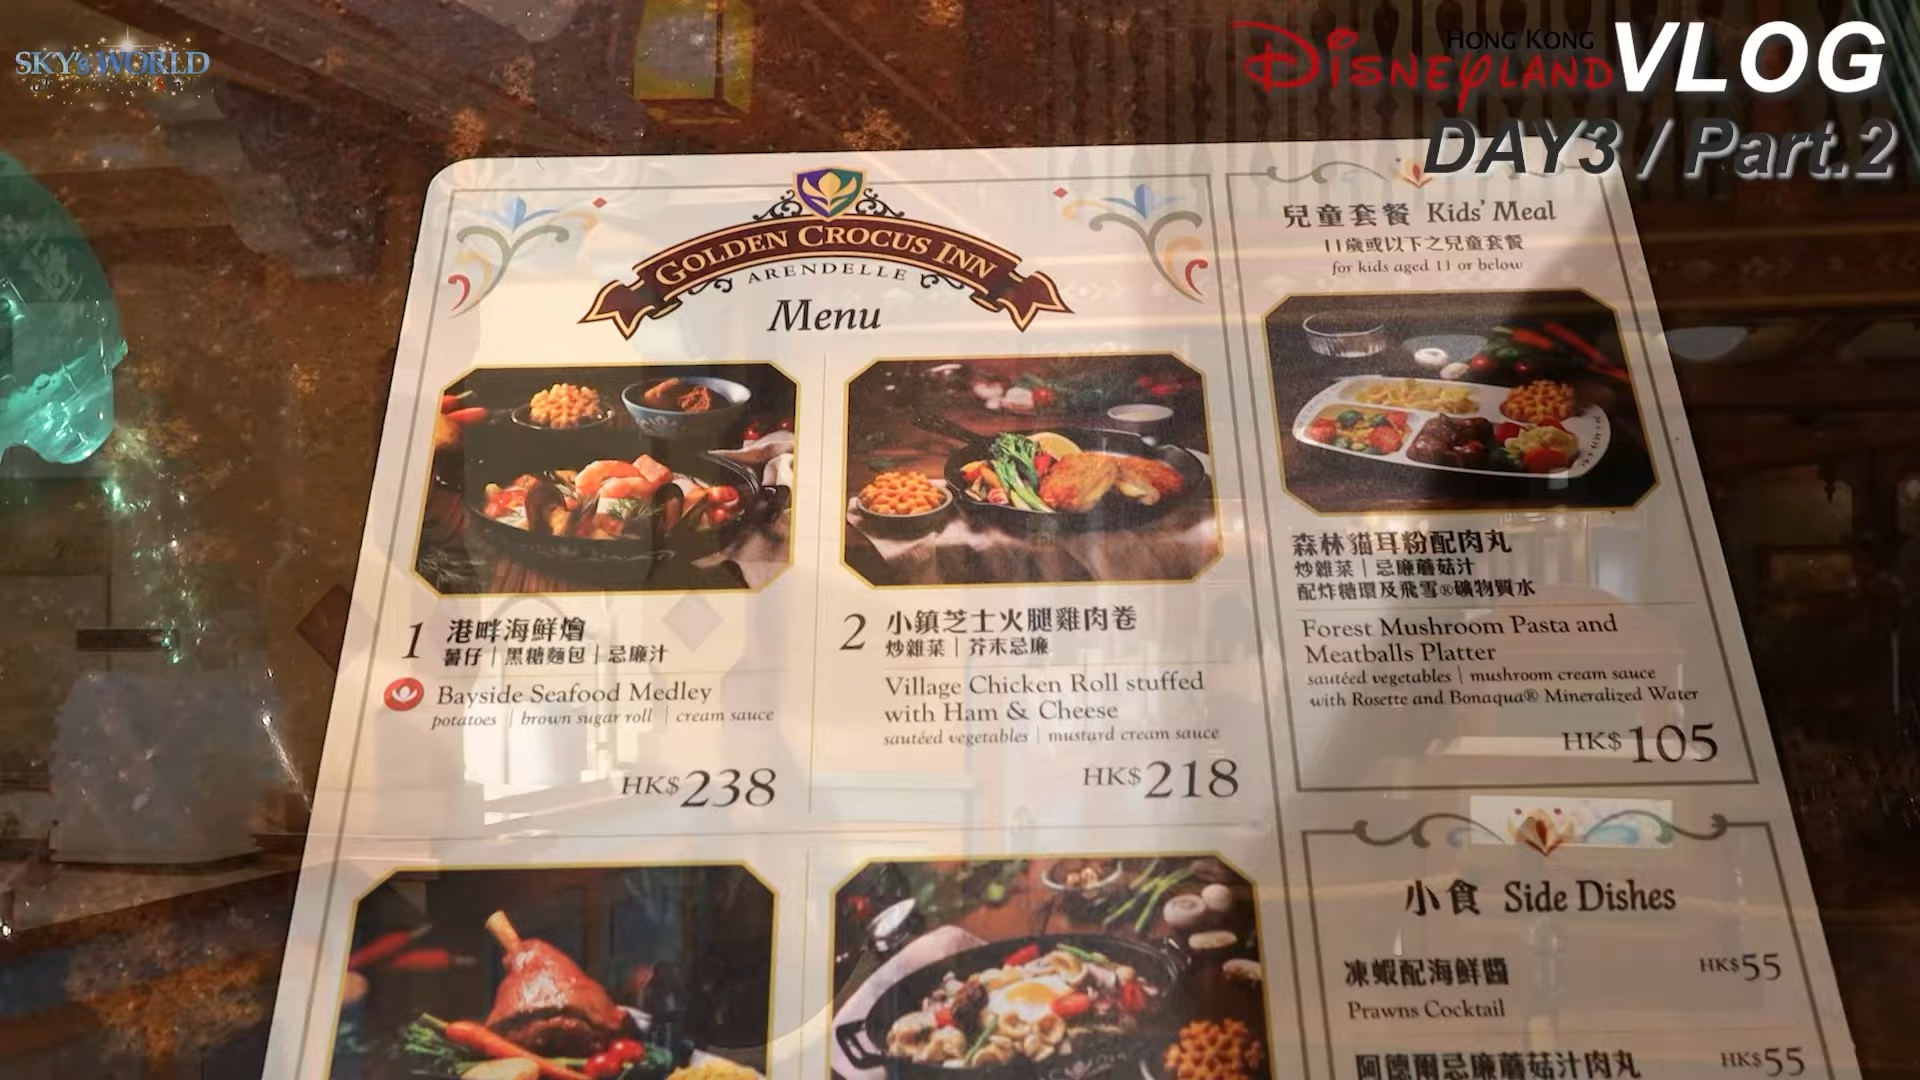 SKY's WORLD
HONG KONG
DISNEYLAND VLOG
DAY3 / Part.2
GOLDEN CROCUS INN
ARENDELLE
Menu
1 港畔海鮮燴
薯仔 | 黑糖麵包 | 忌廉汁
Bayside Seafood Medley
potatoes | brown sugar roll | cream sauce
HK$238
2 小鎮芝士火腿雞肉卷
炒雜菜 | 芥末忌廉
Village Chicken Roll stuffed
with Ham & Cheese
sautéed vegetables | mustard cream sauce
HK$218
兒童套餐 Kids' Meal
11歲或以下之兒童套餐
for kids aged 11 or below
森林貓耳粉配肉丸
炒雜菜 | 忌廉蘑菇汁
配炸糖環及飛雪®礦物質水
Forest Mushroom Pasta and
Meatballs Platter
sautéed vegetables | mushroom cream sauce
with Rosette and Bonaqua® Mineralized Water
HK$105
小食 Side Dishes
凍蝦配海鮮醬 HK$55
Prawns Cocktail
阿德爾忌廉蘑菇汁肉丸 HK$55